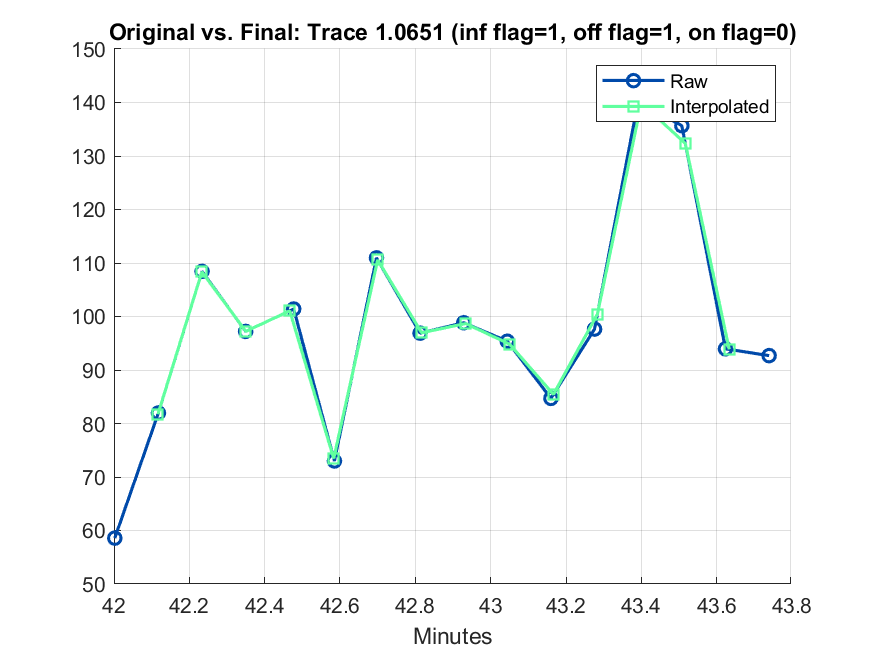 Original vs. Final: Trace 1.0651 (inf flag=1, off flag=1, on flag=0)
150
140
130
120
110
100
90
80
70
60
50
Raw
Interpolated
42 42.2 42.4 42.6 42.8 43 43.2 43.4 43.6 43.8
Minutes